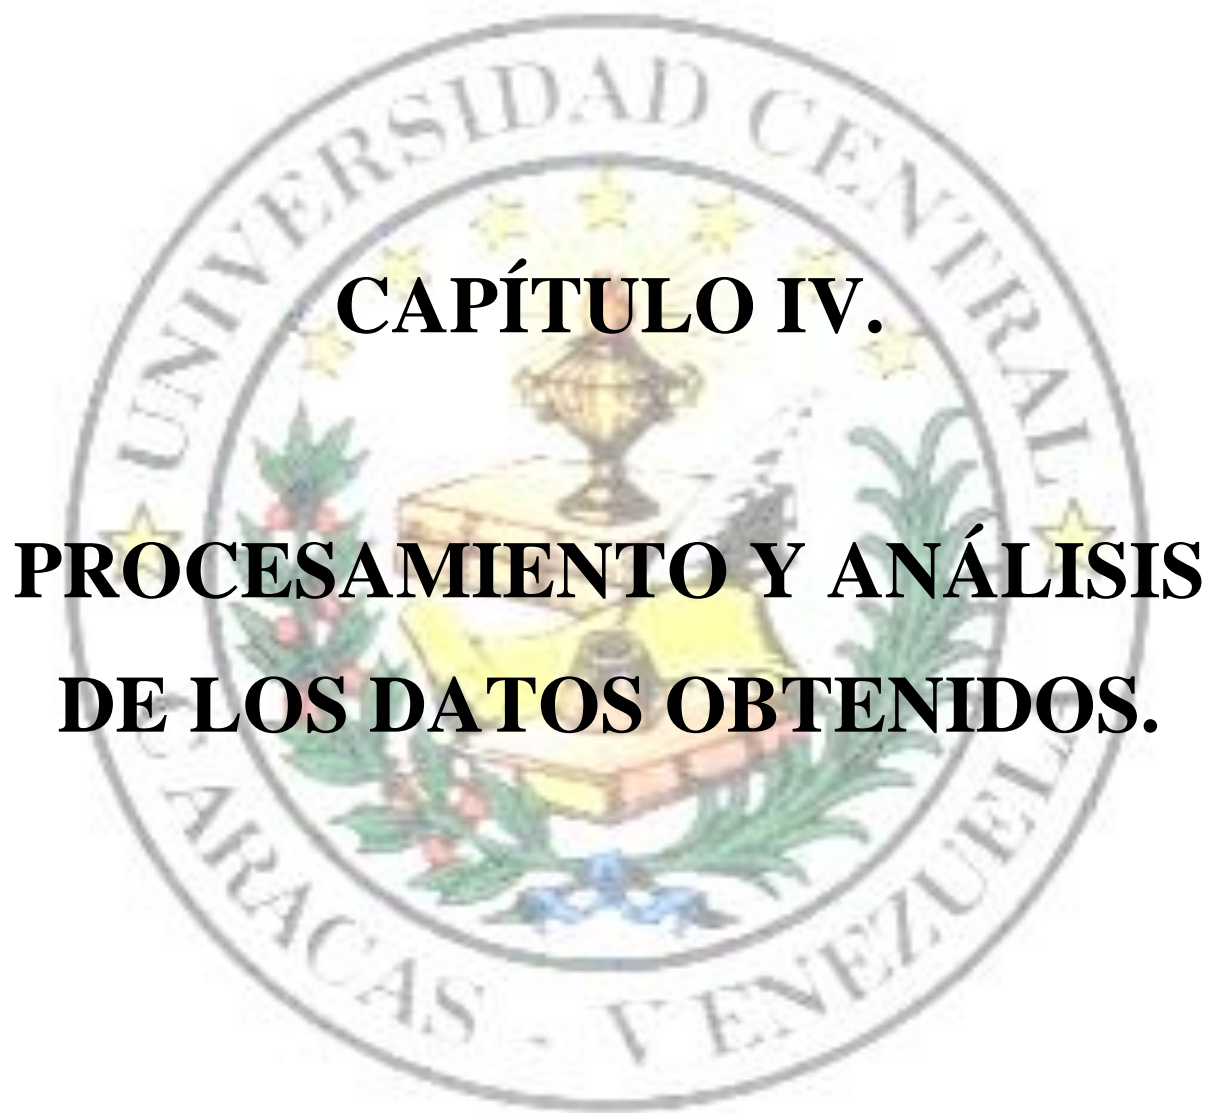 UNIVERSIDAD CENTRAL
CAPÍTULO IV.
PROCESAMIENTO Y ANÁLISIS
DE LOS DATOS OBTENIDOS.
CARACAS - VENEZUELA